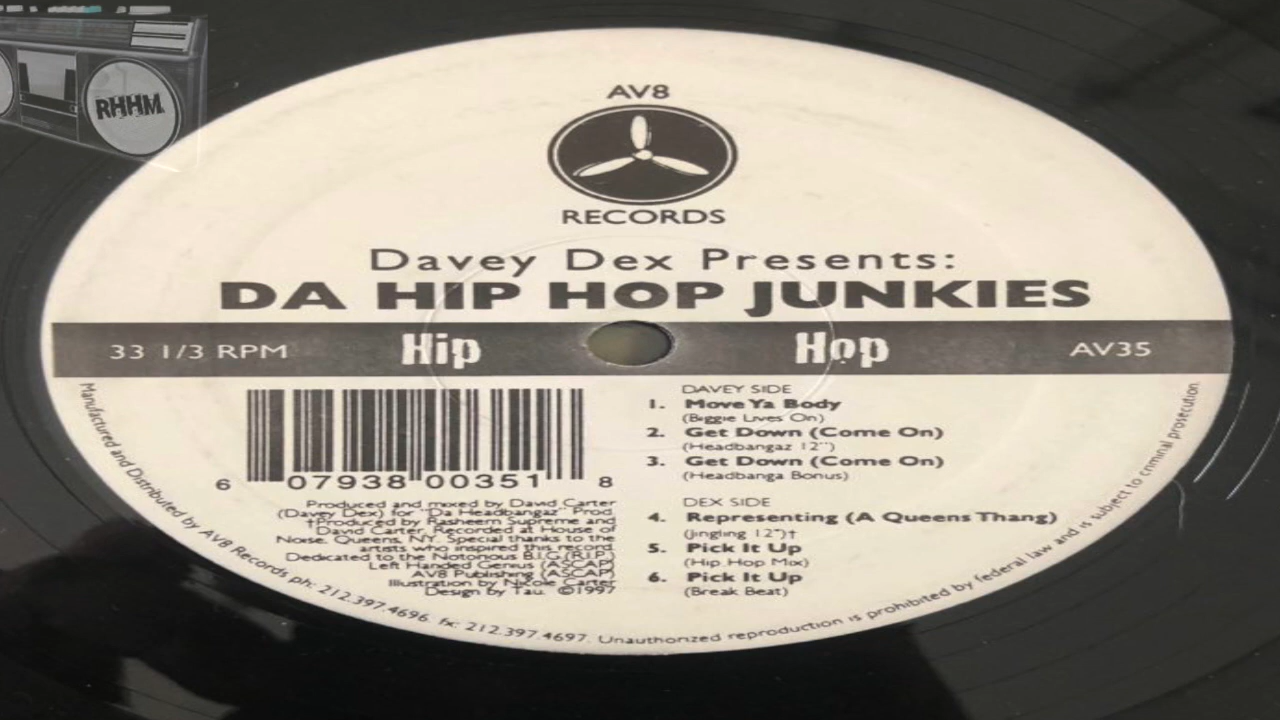 RHHM
AV8
RECORDS
Davey Dex Presents:
DA HIP HOP JUNKIES
33 1/3 RPM Hip Hop AV35
DAVEY SIDE
1. Move Ya Body
(Biggie Lives On)
2. Get Down (Come On)
(Headbangaz 12")
3. Get Down (Come On)
(Headbanga Bonus)
DEX SIDE
4. Representing (A Queens Thang)
(Jingling 12")†
5. Pick It Up
(Hip Hop Mix)
6. Pick It Up
(Break Beat)
6 07938 00351 8
Produced and mixed by David Carter
(Davey Dex) for "Da Headbangaz" Prod.
†Produced by Rasheem Supreme and
David Carter. Recorded at House of
Noise, Queens, NY. Special thanks to the
artists who inspired this record.
Dedicated to the Notorious B.I.G.(R.I.P.)
Left Handed Genius (ASCAP)
AV8 Publishing (ASCAP)
Illustration by Nicole Carter
Design by Tau. ©1997
Manufactured and Distributed by AV8 Records ph: 212.397.4696. fx: 212.397.4697. Unauthorized reproduction is prohibited by federal law and is subject to criminal prosecution.